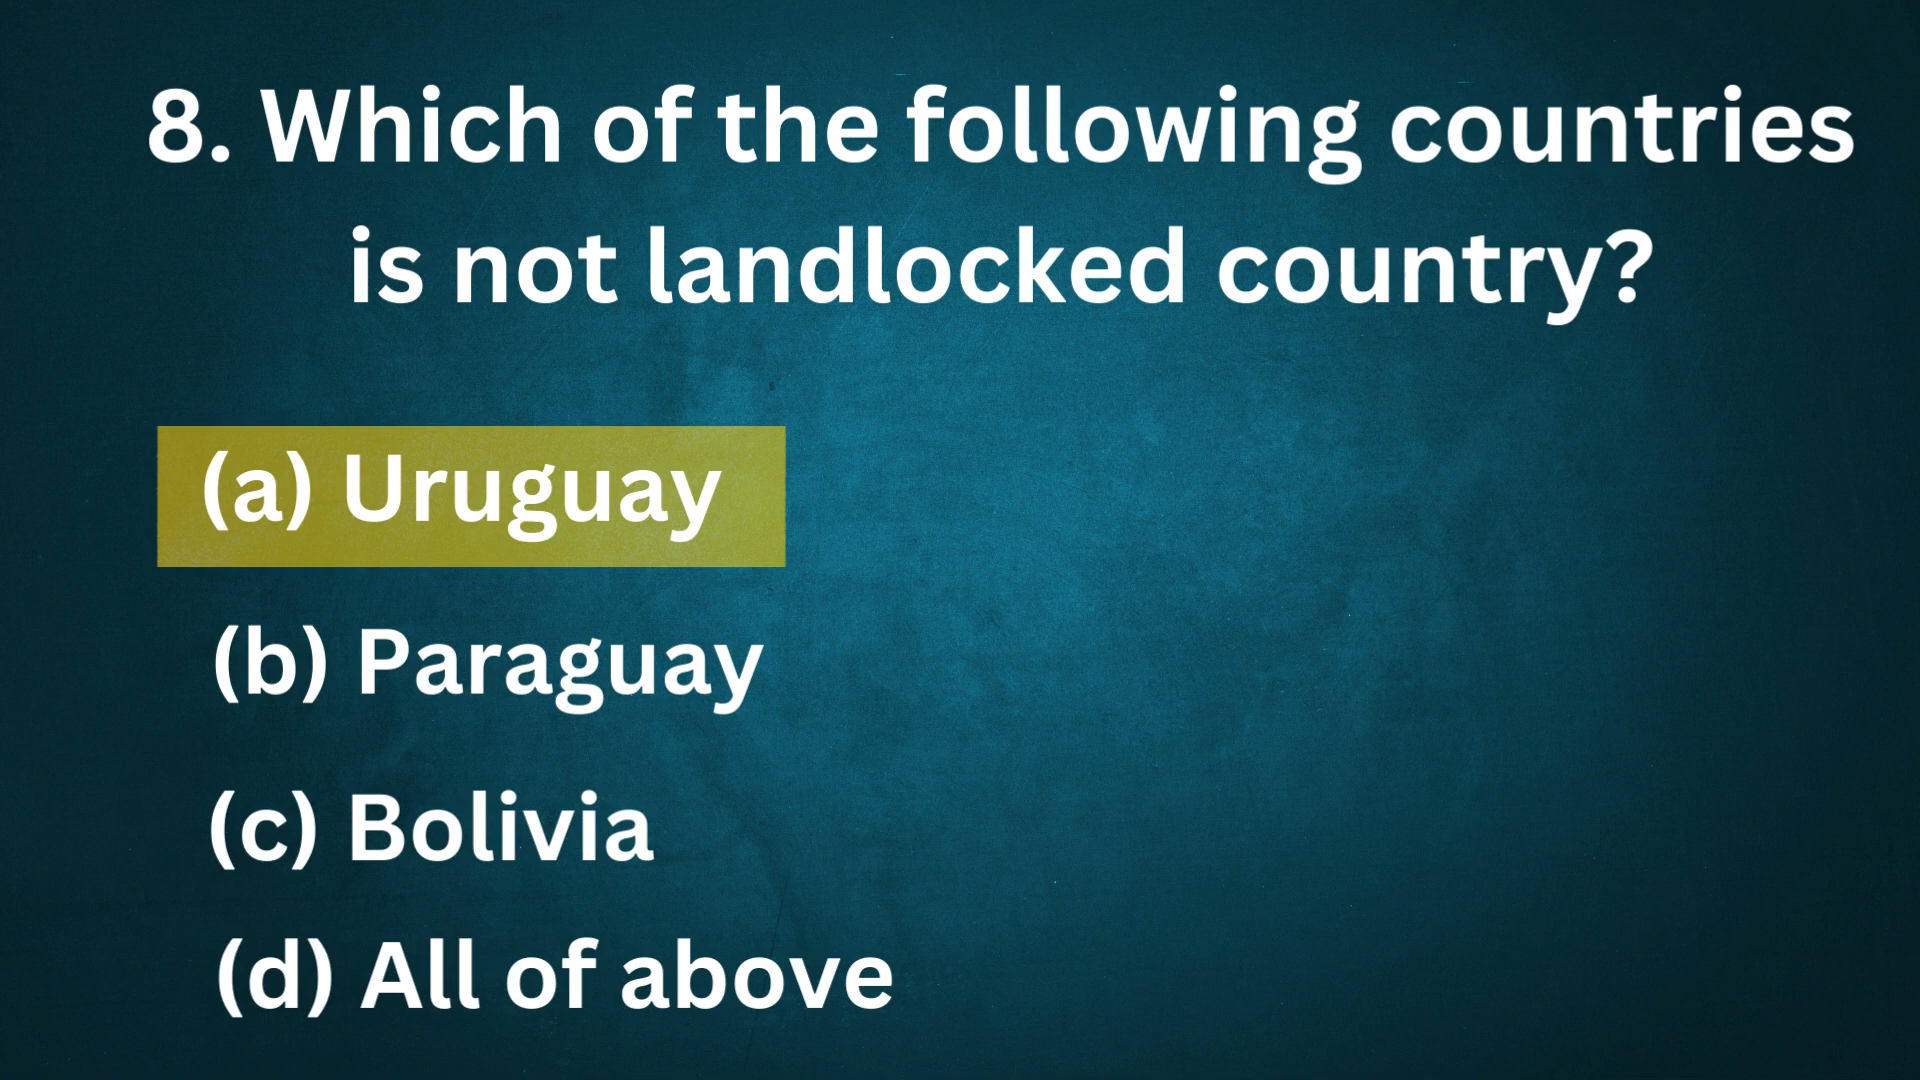 8. Which of the following countries
is not landlocked country?
(a) Uruguay
(b) Paraguay
(c) Bolivia
(d) All of above